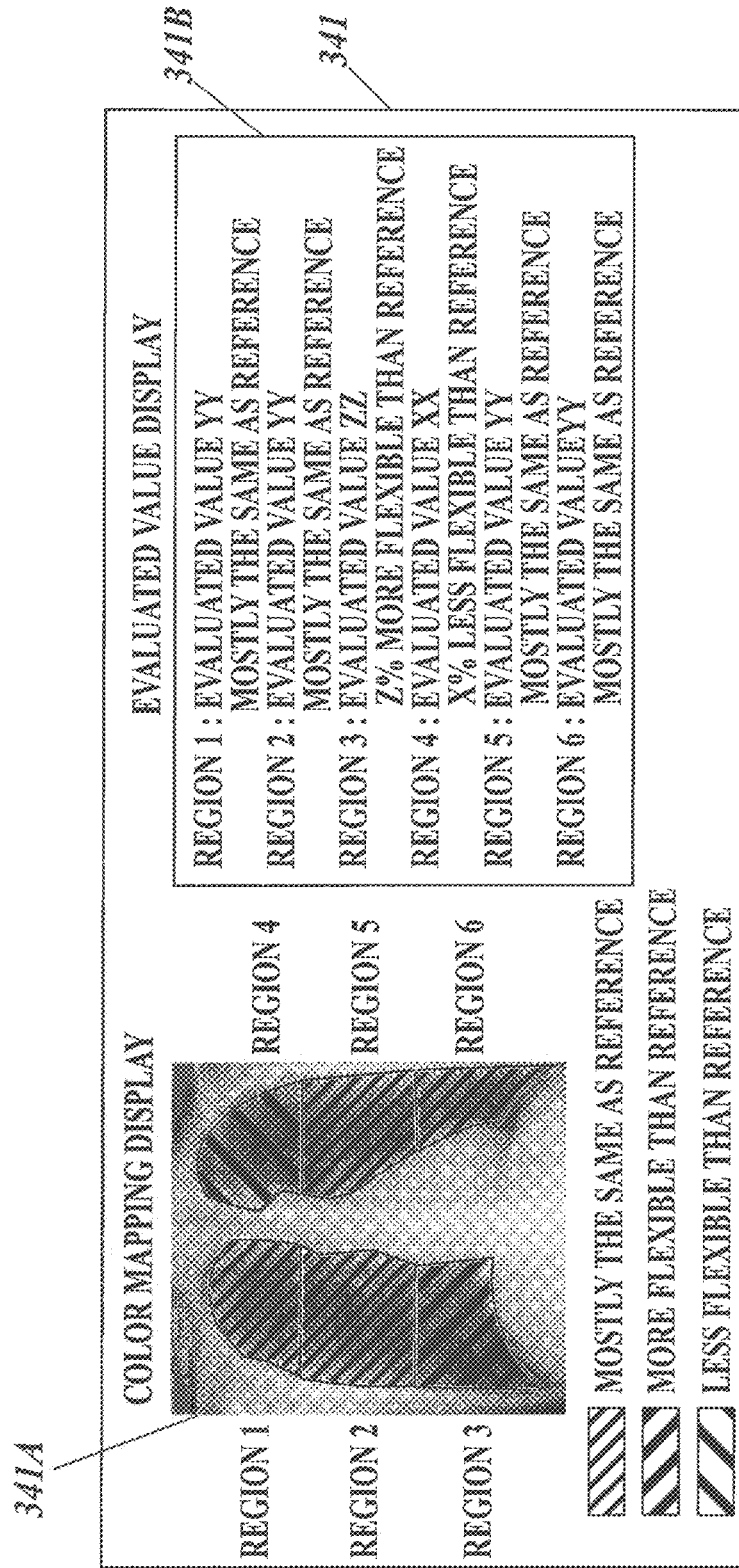 341A
341B
341
COLOR MAPPING DISPLAY
REGION 1
REGION 2
REGION 3
REGION 4
REGION 5
REGION 6
MOSTLY THE SAME AS REFERENCE
MORE FLEXIBLE THAN REFERENCE
LESS FLEXIBLE THAN REFERENCE
EVALUATED VALUE DISPLAY
REGION 1 : EVALUATED VALUE YY
MOSTLY THE SAME AS REFERENCE
REGION 2 : EVALUATED VALUE YY
MOSTLY THE SAME AS REFERENCE
REGION 3 : EVALUATED VALUE ZZ
Z% MORE FLEXIBLE THAN REFERENCE
REGION 4 : EVALUATED VALUE XX
X% LESS FLEXIBLE THAN REFERENCE
REGION 5 : EVALUATED VALUE YY
MOSTLY THE SAME AS REFERENCE
REGION 6 : EVALUATED VALUEYY
MOSTLY THE SAME AS REFERENCE